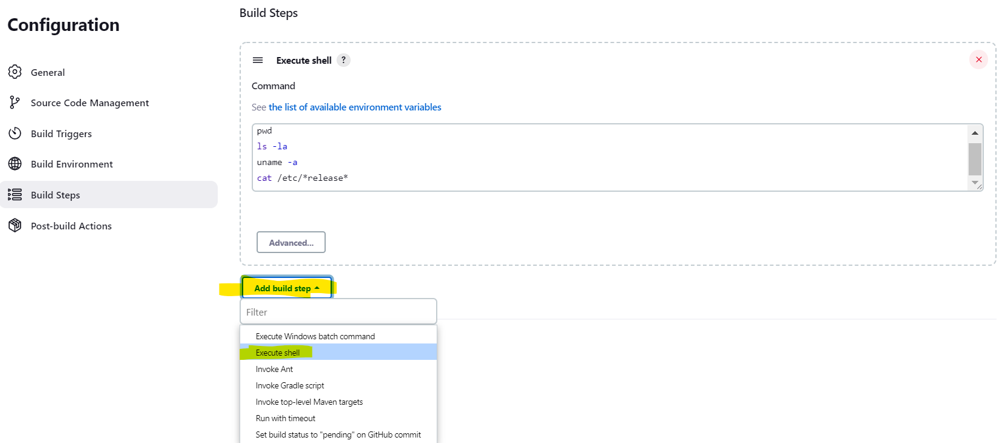 Configuration
General
Source Code Management
Build Triggers
Build Environment
Build Steps
Post-build Actions
Build Steps
Execute shell ?
Command
See the list of available environment variables
pwd
ls -la
uname -a
cat /etc/*release*
Advanced...
Add build step
Filter
Execute Windows batch command
Execute shell
Invoke Ant
Invoke Gradle script
Invoke top-level Maven targets
Run with timeout
Set build status to "pending" on GitHub commit